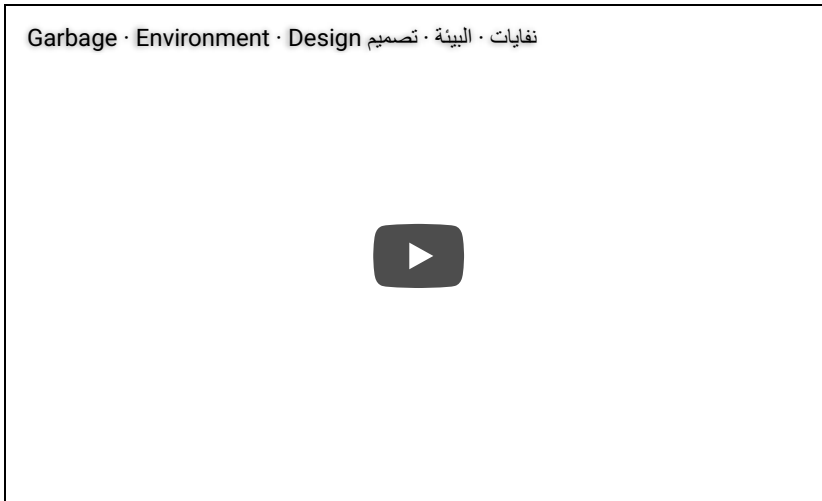 Garbage · Environment · Design نفايات · البيئة · تصميم